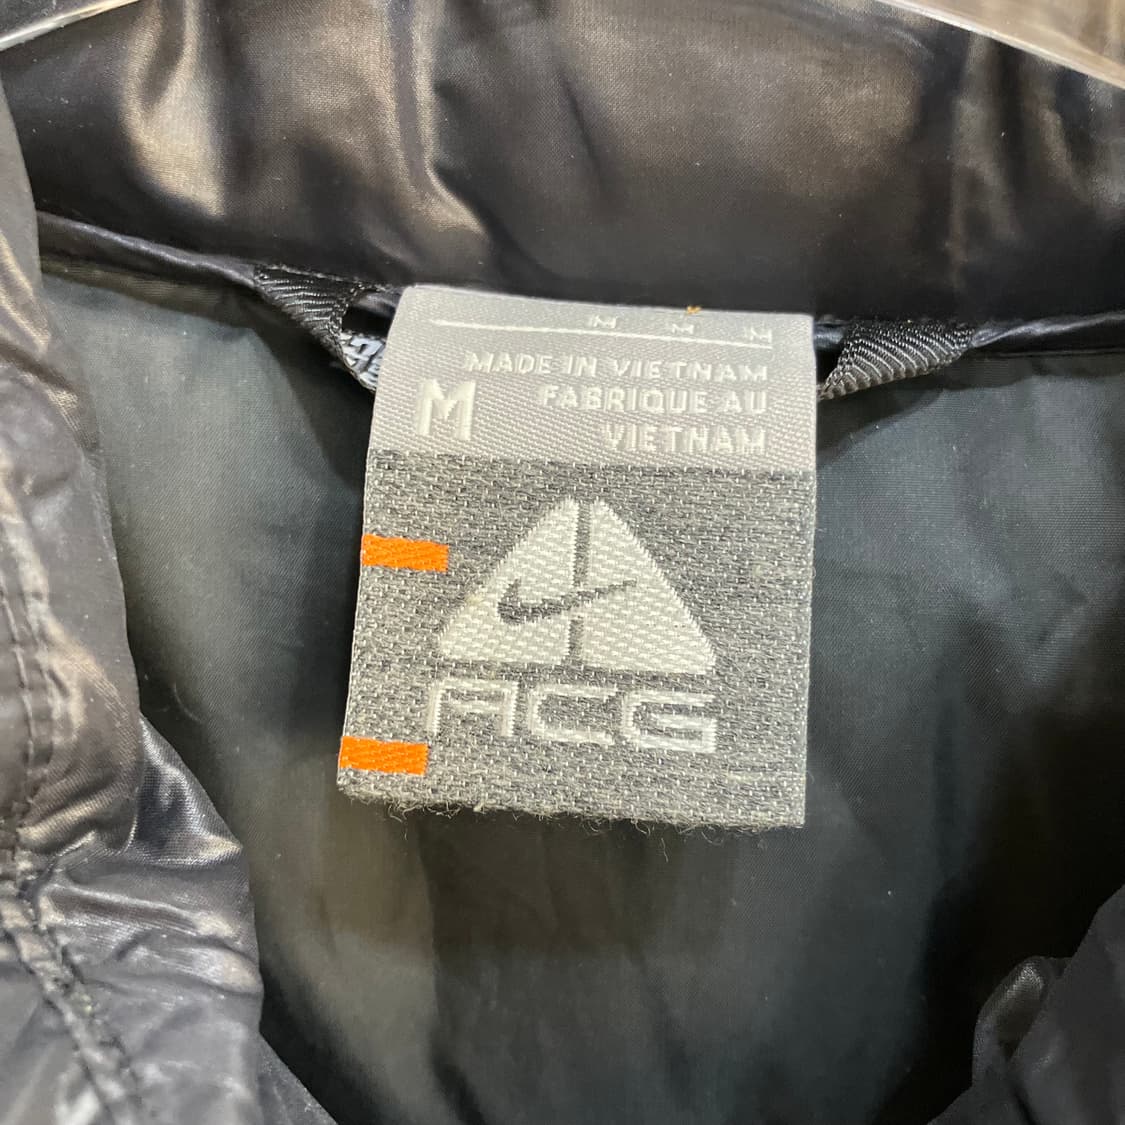 M M M
MADE IN VIETNAM
M FABRIQUE AU
VIETNAM
ACG